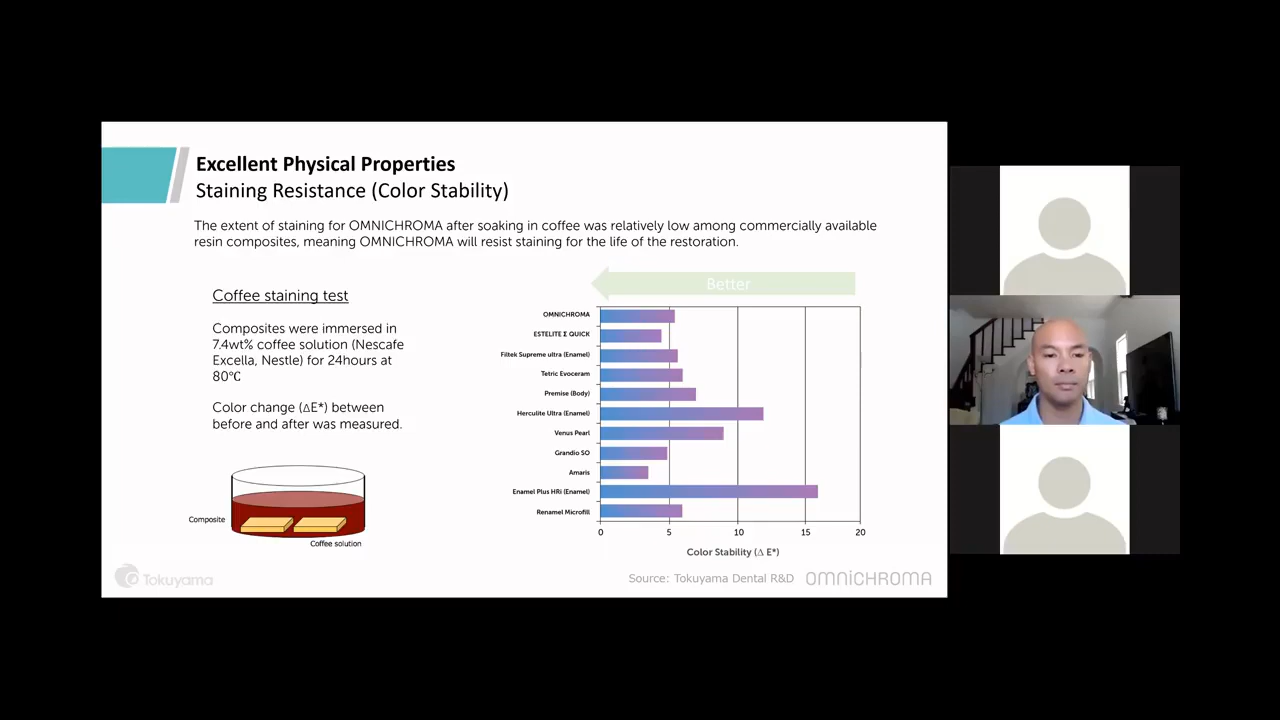 Excellent Physical Properties
Staining Resistance (Color Stability)
The extent of staining for OMNICHROMA after soaking in coffee was relatively low among commercially available
resin composites, meaning OMNICHROMA will resist staining for the life of the restoration.
Coffee staining test
Composites were immersed in
7.4wt% coffee solution (Nescafe
Excella, Nestle) for 24hours at
80℃
Color change (ΔE*) between
before and after was measured.
Composite
Coffee solution
Better
OMNICHROMA
ESTELITE Σ QUICK
Filtek Supreme ultra (Enamel)
Tetric Evoceram
Premise (Body)
Herculite Ultra (Enamel)
Venus Pearl
Grandio SO
Amaris
Enamel Plus HRi (Enamel)
Renamel Microfill
0 5 10 15 20
Color Stability (Δ E*)
Tokuyama
Source: Tokuyama Dental R&D
OMNICHROMA